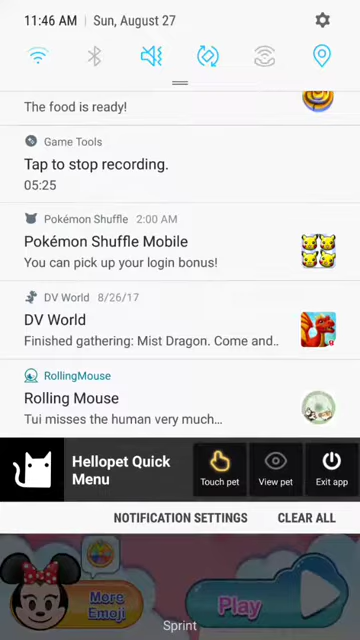 11:46 AM | Sun, August 27
The food is ready!
Game Tools
Tap to stop recording.
05:25
Pokémon Shuffle 2:00 AM
Pokémon Shuffle Mobile
You can pick up your login bonus!
DV World 8/26/17
DV World
Finished gathering: Mist Dragon. Come and..
RollingMouse
Rolling Mouse
Tui misses the human very much...
Hellopet Quick
Menu
Touch pet
View pet
Exit app
NOTIFICATION SETTINGS
CLEAR ALL
More
Emoji
Play
Sprint